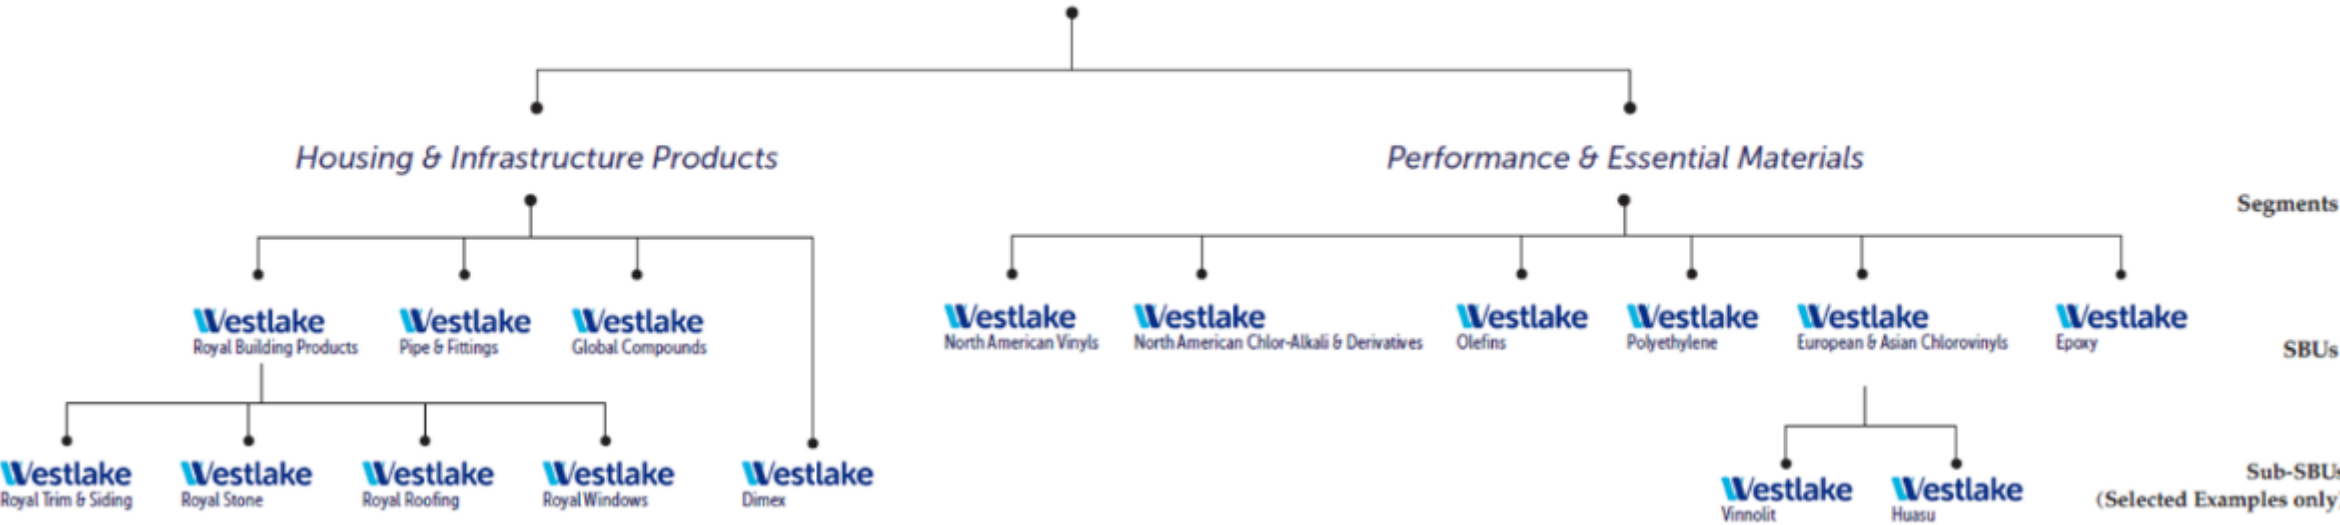 Housing & Infrastructure Products
Performance & Essential Materials
Segments
Westlake
Royal Building Products
Westlake
Pipe & Fittings
Westlake
Global Compounds
Westlake
North American Vinyls
Westlake
North American Chlor-Alkali & Derivatives
Westlake
Olefins
Westlake
Polyethylene
Westlake
European & Asian Chlorovinyls
Westlake
Epoxy
SBUs
Westlake
Royal Trim & Siding
Westlake
Royal Stone
Westlake
Royal Roofing
Westlake
Royal Windows
Westlake
Dimex
Westlake
Vinnolit
Westlake
Huasu
Sub-SBUs
(Selected Examples only)